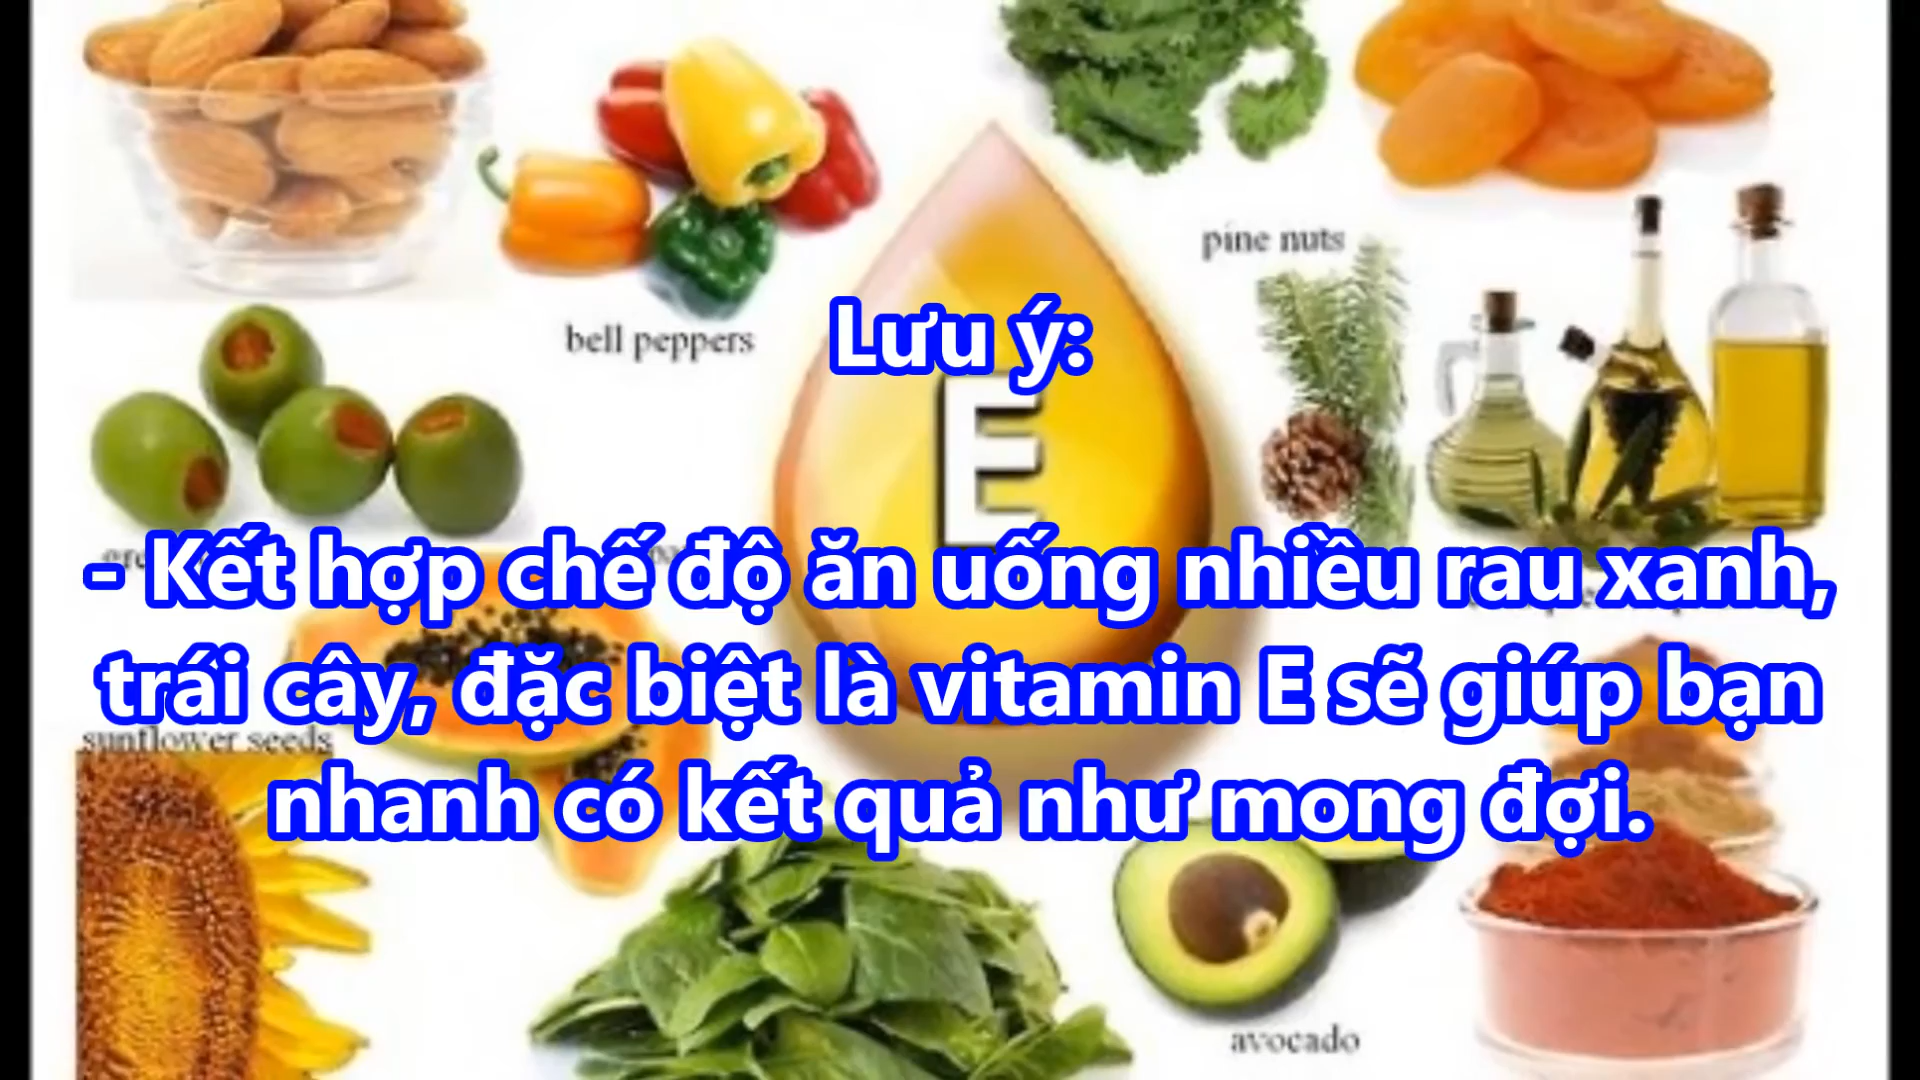 pine nuts
bell peppers
Lưu ý:
E
- Kết hợp chế độ ăn uống nhiều rau xanh,
trái cây, đặc biệt là vitamin E sẽ giúp bạn
sunflower seeds
nhanh có kết quả như mong đợi.
avocado